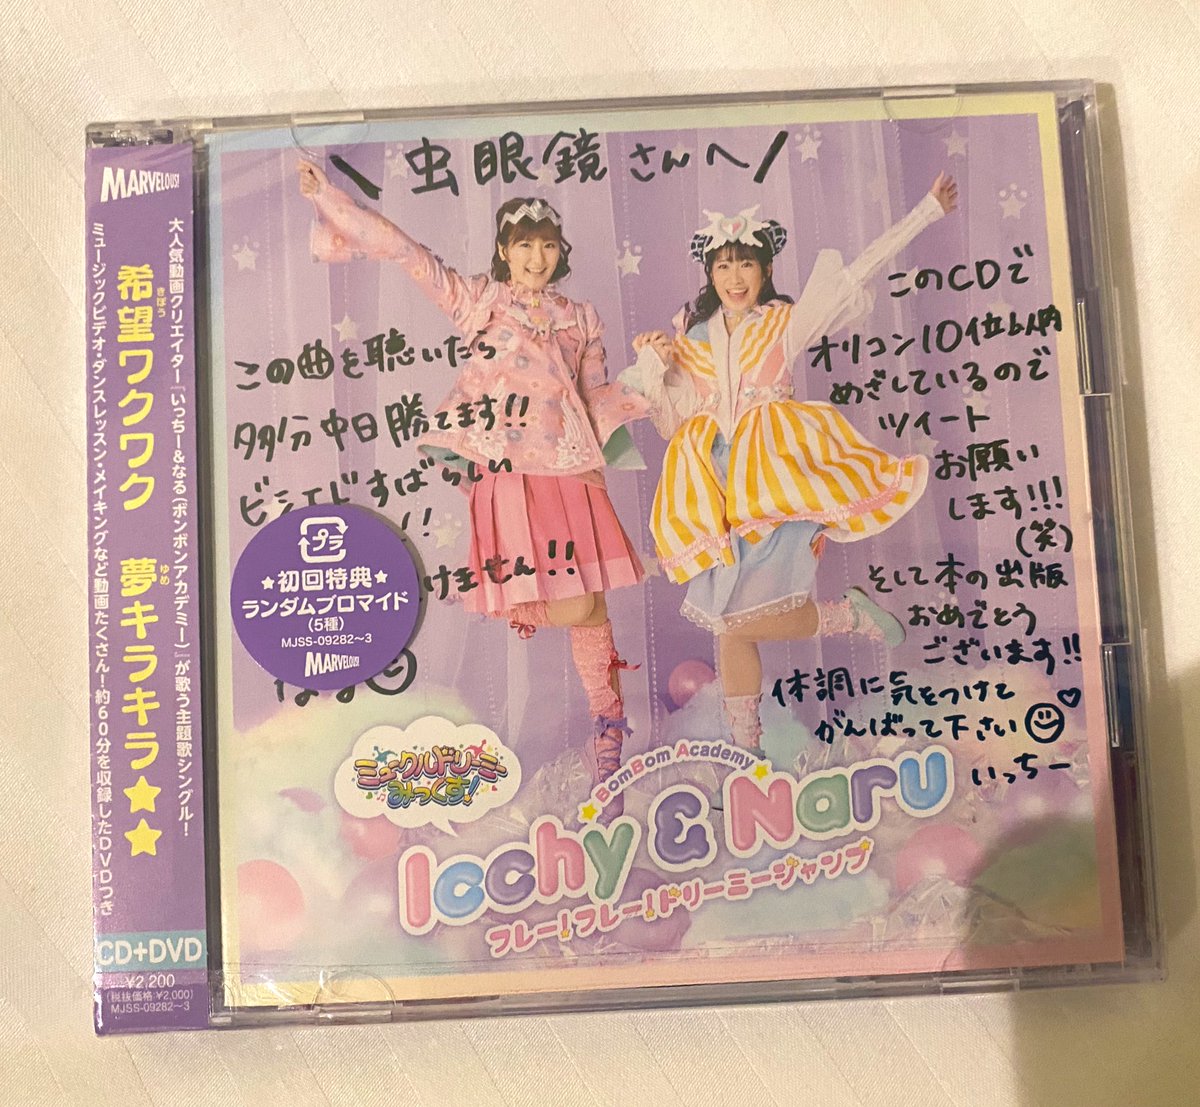 MARVELOUS!
大人気動画クリエイター『いっちー&なる(ボンボンアカデミー)』が歌う主題歌シングル!
ミュージックビデオ・ダンスレッスン・メイキングなど動画たくさん!約60分を収録したDVDつき
きぼう
ゆめ
希望ワクワク 夢キラキラ★★
CD+DVD
¥2,200
(税抜価格:¥2,000)
MJSS-09282〜3
\虫眼鏡さんへ/
この曲を聴いたら
多分中日勝てます!!
ビシエドすばらしい
!!
けません!!
プラ
★初回特典★
ランダムブロマイド
(5種)
MJSS-09282〜3
MARVELOUS!
なる
このCDで
オリコン10位以内
めざしているので
ツイート
お願い
します!!!
(笑)
そして本の出版
おめでとう
ございます!!
体調に気をつけて
がんばって下さい
いっちー
ミュークルドリーミー
みっくす!
BomBom Academy
Icchy & Naru
フレー!フレー!ドリーミージャンプ